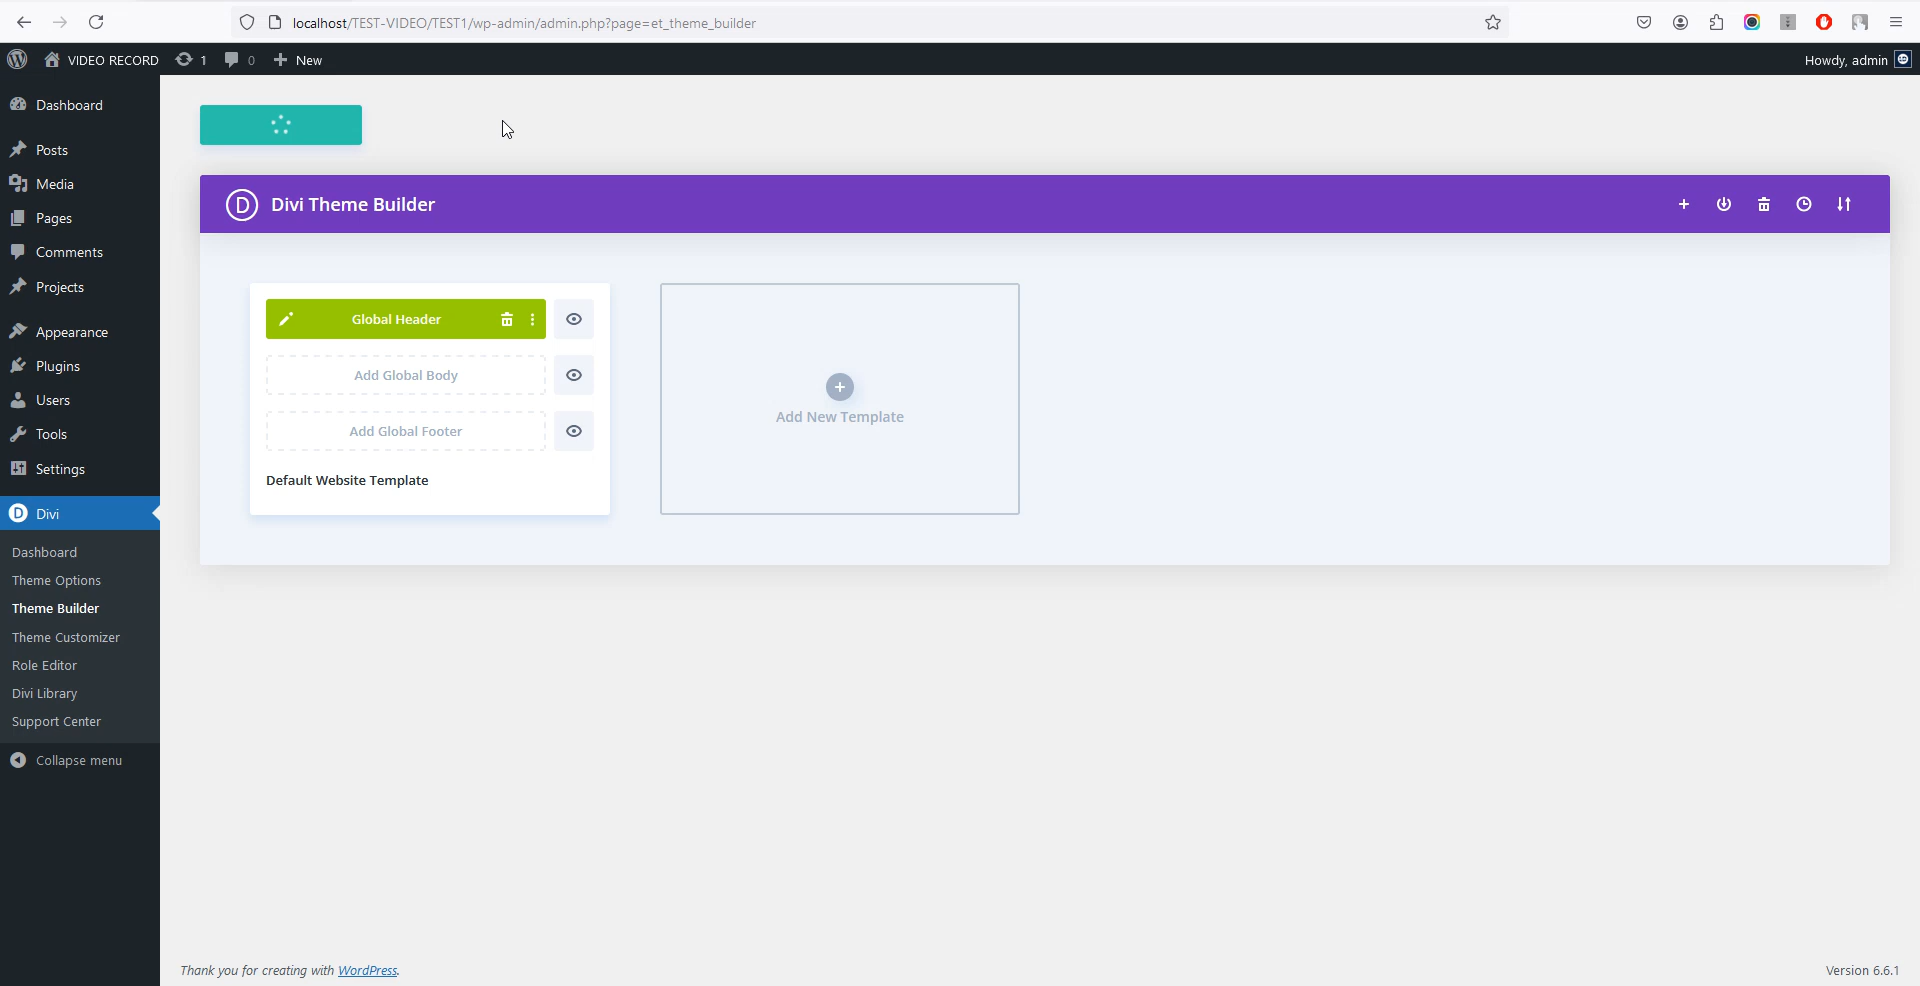 localhost/TEST-VIDEO/TEST1/wp-admin/admin.php?page=et_theme_builder
VIDEO RECORD 1 0 New
Howdy, admin
Dashboard
Posts
Media
Pages
Comments
Projects
Appearance
Plugins
Users
Tools
Settings
Divi
Dashboard
Theme Options
Theme Builder
Theme Customizer
Role Editor
Divi Library
Support Center
Collapse menu
Divi Theme Builder
Global Header
Add Global Body
Add Global Footer
Default Website Template
Add New Template
Thank you for creating with WordPress.
Version 6.6.1